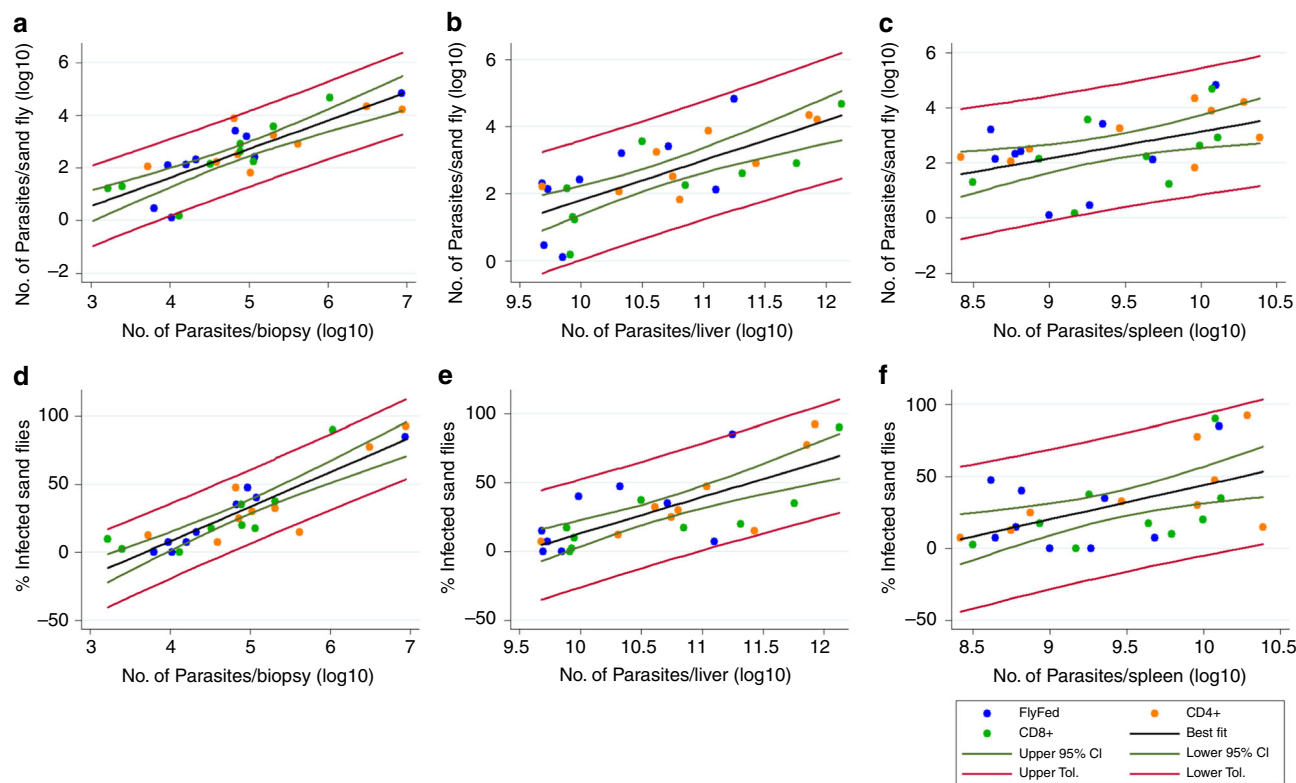 a
No. of Parasites/sand fly (log10)
6
4
2
0
−2
3 4 5 6 7
No. of Parasites/biopsy (log10)
b
No. of Parasites/sand fly (log10)
6
4
2
0
9.5 10 10.5 11 11.5 12
No. of Parasites/liver (log10)
c
No. of Parasites/sand fly (log10)
6
4
2
0
−2
8.5 9 9.5 10 10.5
No. of Parasites/spleen (log10)
d
% Infected sand flies
100
50
0
−50
3 4 5 6 7
No. of Parasites/biopsy (log10)
e
% Infected sand flies
100
50
0
−50
9.5 10 10.5 11 11.5 12
No. of Parasites/liver (log10)
f
% Infected sand flies
100
50
0
−50
8.5 9 9.5 10 10.5
No. of Parasites/spleen (log10)
FlyFed CD4+
CD8+ Best fit
Upper 95% CI Lower 95% CI
Upper Tol. Lower Tol.